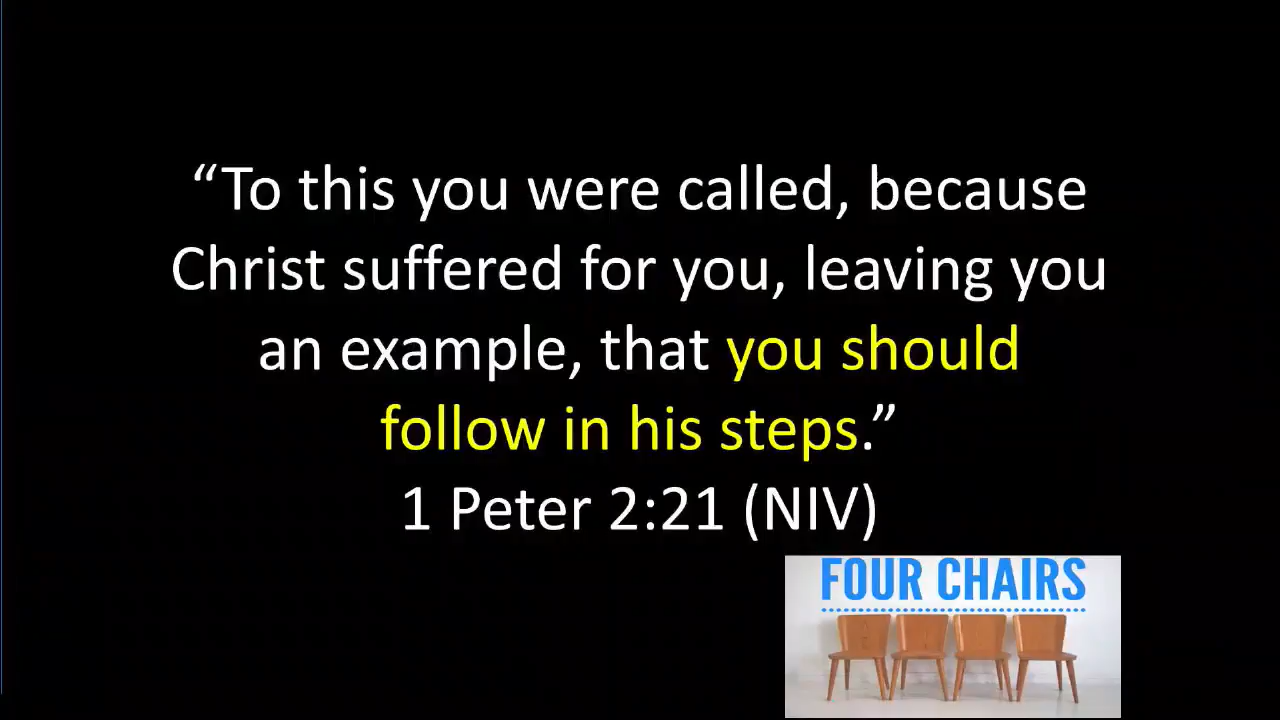 “To this you were called, because
Christ suffered for you, leaving you
an example, that you should
follow in his steps.”
1 Peter 2:21 (NIV)
FOUR CHAIRS